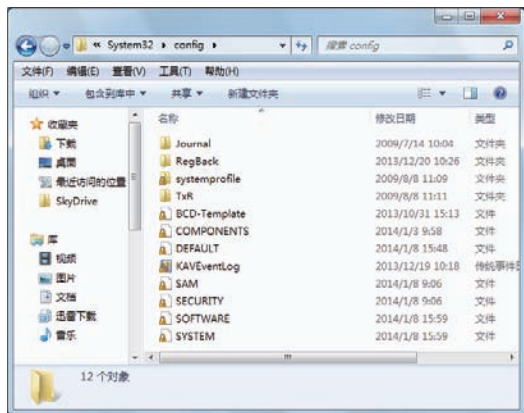 « System32 ▸ config ▸
搜索 config
文件(F) 编辑(E) 查看(V) 工具(T) 帮助(H)
组织 ▼ 包含到库中 ▼ 共享 ▼ 新建文件夹
收藏夹
下载
桌面
最近访问的位置
SkyDrive
库
视频
图片
文档
迅雷下载
音乐
名称 修改日期 类型
Journal 2009/7/14 10:04 文件夹
RegBack 2013/12/20 10:26 文件夹
systemprofile 2009/8/8 11:09 文件夹
TxR 2009/8/8 11:11 文件夹
BCD-Template 2013/10/31 15:13 文件
COMPONENTS 2014/1/3 9:58 文件
DEFAULT 2014/1/8 15:48 文件
KAVEventLog 2013/12/19 10:18 传统事件
SAM 2014/1/8 9:06 文件
SECURITY 2014/1/8 9:06 文件
SOFTWARE 2014/1/8 15:59 文件
SYSTEM 2014/1/8 15:59 文件
12 个对象